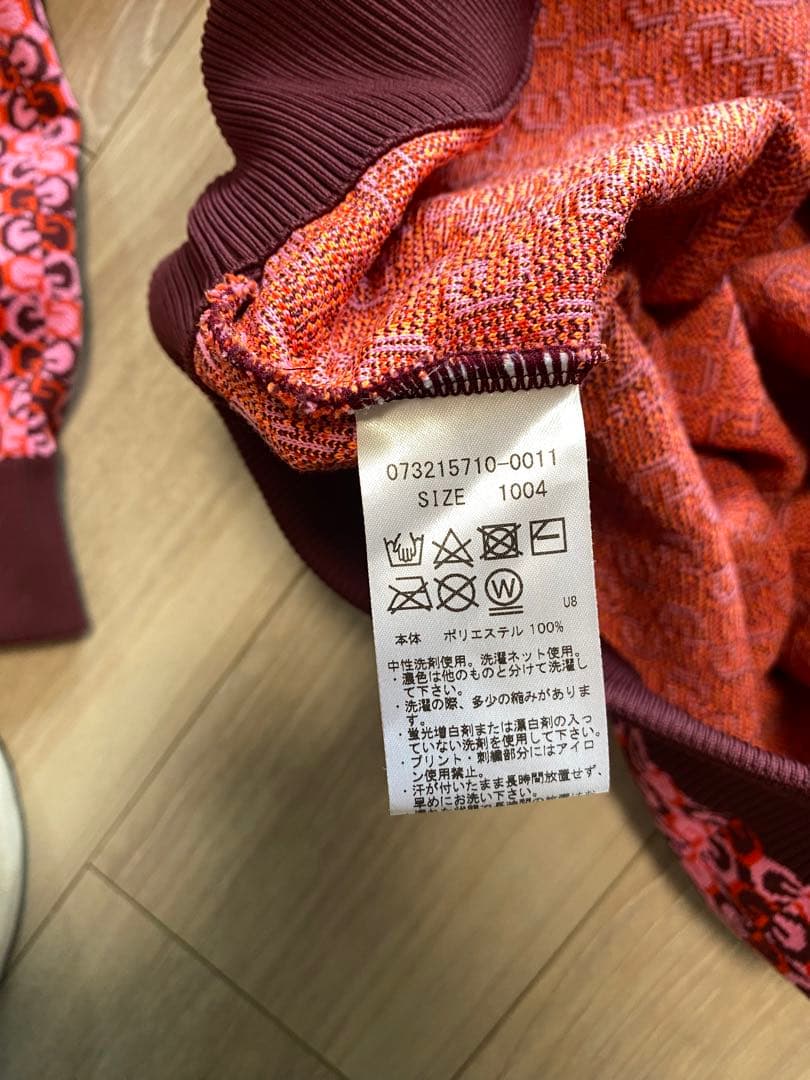 073215710-0011
SIZE 1004
W
U8
本体 ポリエステル 100%
中性洗剤使用。洗濯ネット使用。
・濃色は他のものと分けて洗濯し
て下さい。
・洗濯の際、多少の縮みがありま
す。
・蛍光増白剤または漂白剤の入っ
ていない洗剤を使用して下さい。
・プリント・刺繍部分にはアイロ
ン使用禁止。
・汗が付いたまま長時間放置せず、
早めにお洗い下さい。